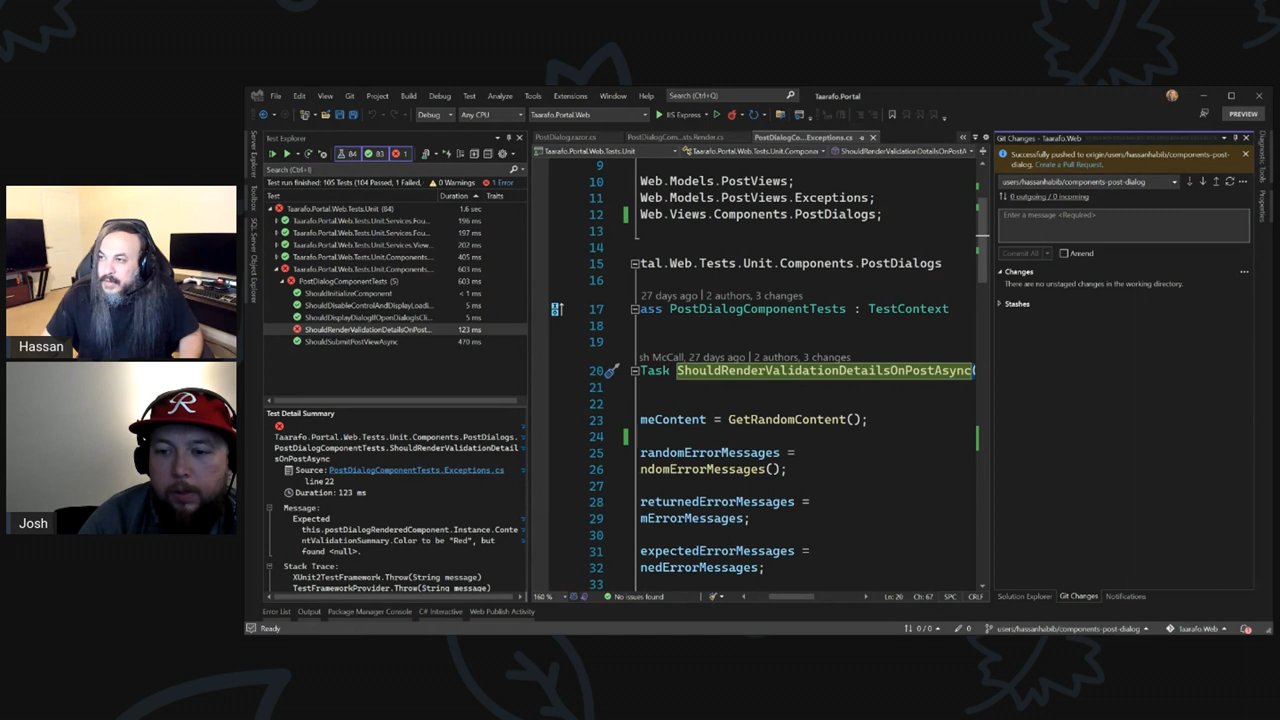 File Edit View Git Project Build Debug Test Analyze Tools Extensions Window Help Search (Ctrl+Q) Taarafo.Portal
Debug Any CPU Taarafo.Portal.Web IIS Express PREVIEW
Test Explorer
84 83 1
Search (Ctrl+I)
Test run finished: 105 Tests (104 Passed, 1 Failed, 0 Warnings 1 Error
Test Duration Traits
Taarafo.Portal.Web.Tests.Unit (84) 1.6 sec
Taarafo.Portal.Web.Tests.Unit.Services.Fou... 196 ms
Taarafo.Portal.Web.Tests.Unit.Services.Fou... 197 ms
Taarafo.Portal.Web.Tests.Unit.Services.View... 202 ms
Taarafo.Portal.Web.Tests.Unit.Components... 405 ms
Taarafo.Portal.Web.Tests.Unit.Components... 603 ms
PostDialogComponentTests (5) 603 ms
ShouldInitializeComponent < 1 ms
ShouldDisableControlAndDisplayLoadi... 5 ms
ShouldDisplayDialogIfOpenDialogIsCli... 5 ms
ShouldRenderValidationDetailsOnPost... 123 ms
ShouldSubmitPostViewAsync 470 ms
Test Detail Summary
Taarafo.Portal.Web.Tests.Unit.Components.PostDialogs.
PostDialogComponentTests.ShouldRenderValidationDetail
sOnPostAsync
Source: PostDialogComponentTests.Exceptions.cs
line 22
Duration: 123 ms
Message:
Expected
this.postDialogRenderedComponent.Instance.Conte
ntValidationSummary.Color to be "Red", but
found <null>.
Stack Trace:
XUnit2TestFramework.Throw(String message)
TestFrameworkProvider.Throw(String message)
Error List Output Package Manager Console C# Interactive Web Publish Activity
Ready
Server Explorer
Toolbox
SQL Server Object Explorer
PostDialog.razor.cs PostDialogCom...sts.Render.cs PostDialogCo...Exceptions.cs
Taarafo.Portal.Web.Tests.Unit Taarafo.Portal.Web.Tests.Unit.Compone ShouldRenderValidationDetailsOnPostA
9
10 Web.Models.PostViews;
11 Web.Models.PostViews.Exceptions;
12 Web.Views.Components.PostDialogs;
13
14
15 tal.Web.Tests.Unit.Components.PostDialogs
16
27 days ago | 2 authors, 3 changes
17 ass PostDialogComponentTests : TestContext
18
19
sh McCall, 27 days ago | 2 authors, 3 changes
20 Task ShouldRenderValidationDetailsOnPostAsync(
21
22
23 meContent = GetRandomContent();
24
25 randomErrorMessages =
26 ndomErrorMessages();
27
28 returnedErrorMessages =
29 mErrorMessages;
30
31 expectedErrorMessages =
32 nedErrorMessages;
33
160 % No issues found Ln: 20 Ch: 67 SPC CRLF
Git Changes - Taarafo.Web
Successfully pushed to origin/users/hassanhabib/components-post-
dialog. Create a Pull Request.
users/hassanhabib/components-post-dialog
0 outgoing / 0 incoming
Enter a message <Required>
Commit All Amend
Changes
There are no unstaged changes in the working directory.
Stashes
Solution Explorer Git Changes Notifications
0 / 0 0 users/hassanhabib/components-post-dialog Taarafo.Web
Diagnostic Tools
Properties
Hassan
Josh